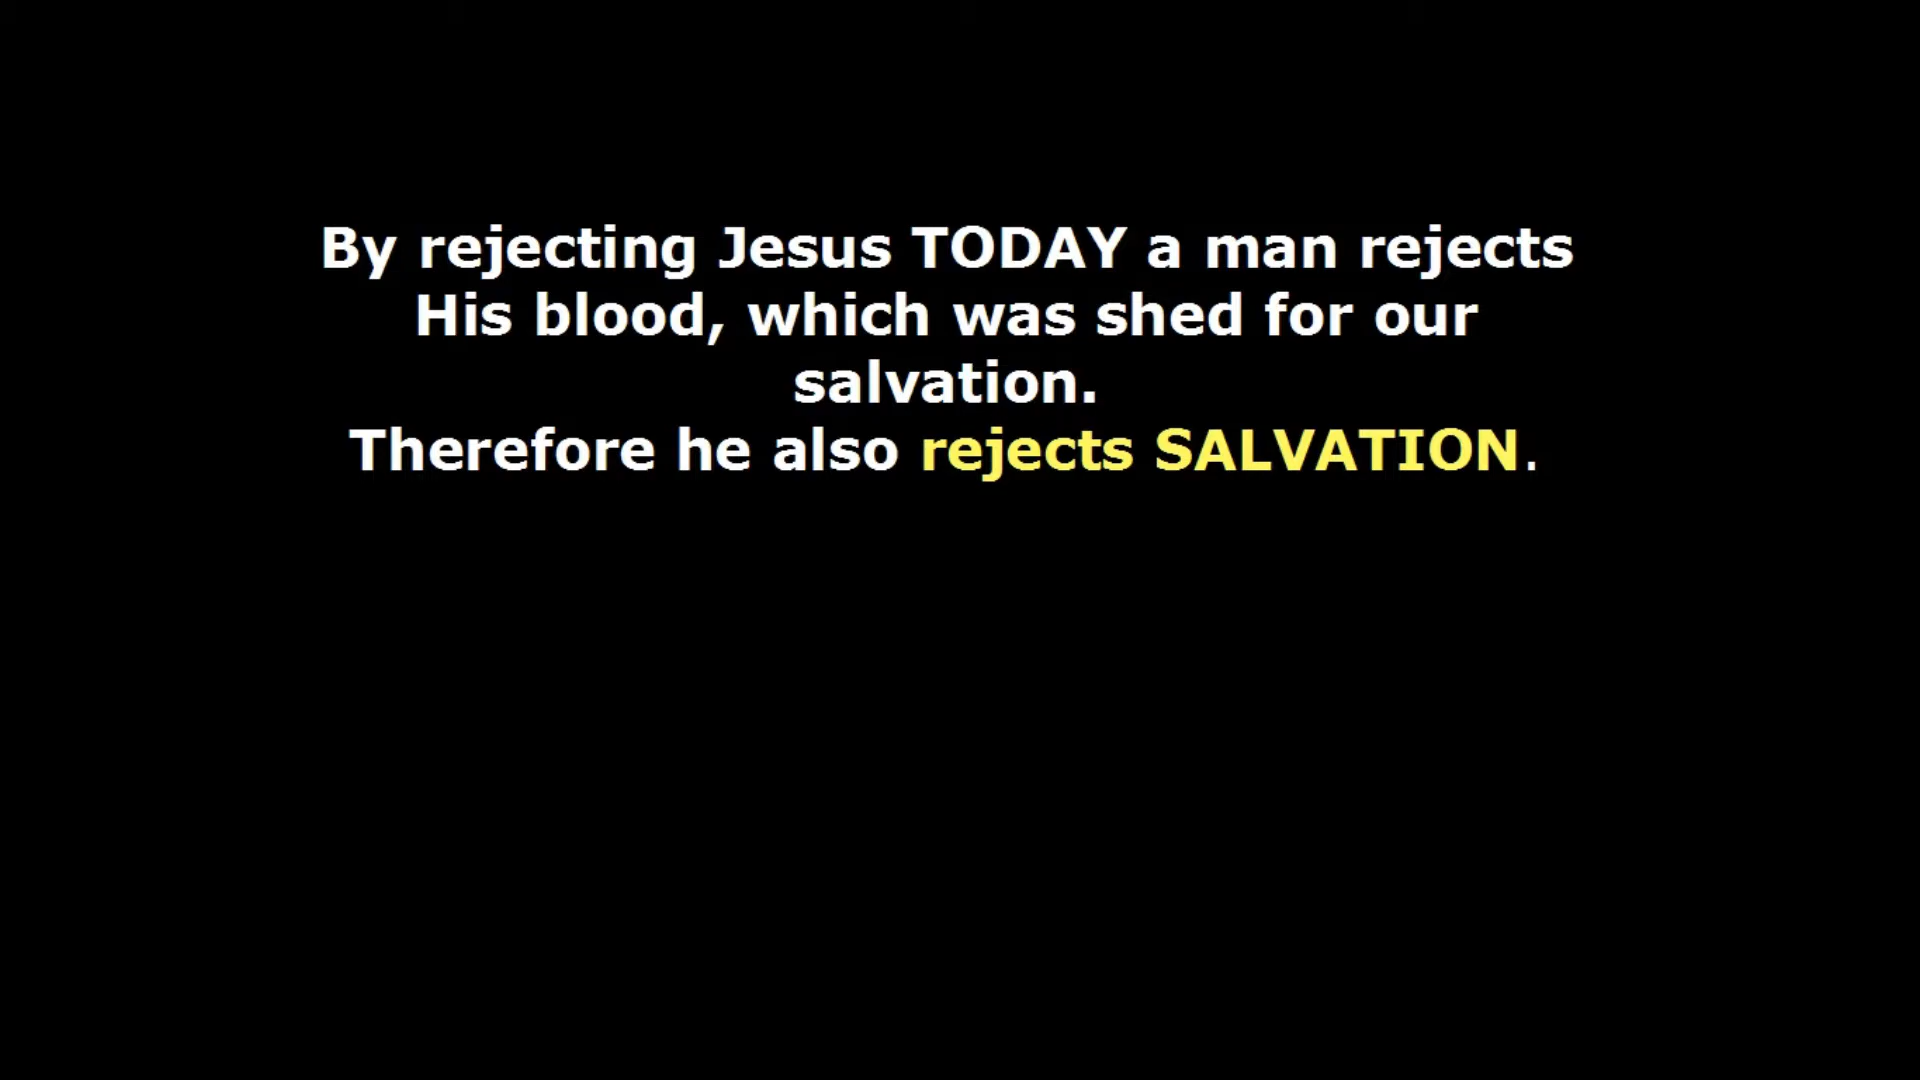 By rejecting Jesus TODAY a man rejects
His blood, which was shed for our
salvation.
Therefore he also rejects SALVATION.